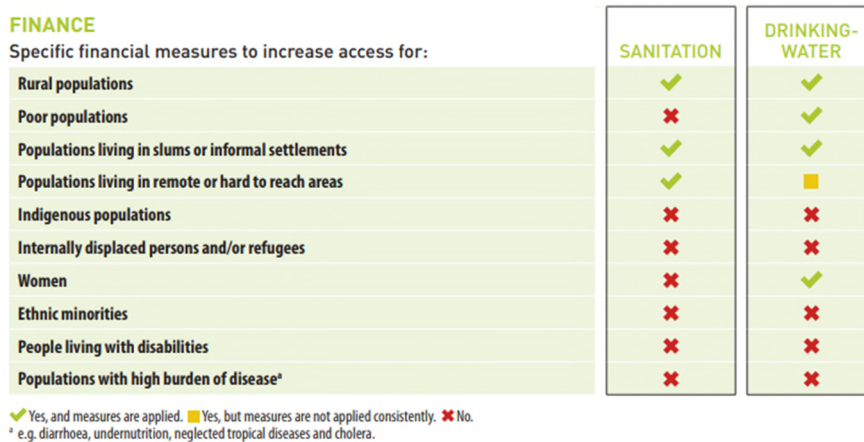 FINANCE
Specific financial measures to increase access for:
SANITATION
DRINKING-
WATER
Rural populations
Poor populations
Populations living in slums or informal settlements
Populations living in remote or hard to reach areas
Indigenous populations
Internally displaced persons and/or refugees
Women
Ethnic minorities
People living with disabilities
Populations with high burden of diseaseª
Yes, and measures are applied. Yes, but measures are not applied consistently. No.
ª e.g. diarrhoea, undernutrition, neglected tropical diseases and cholera.